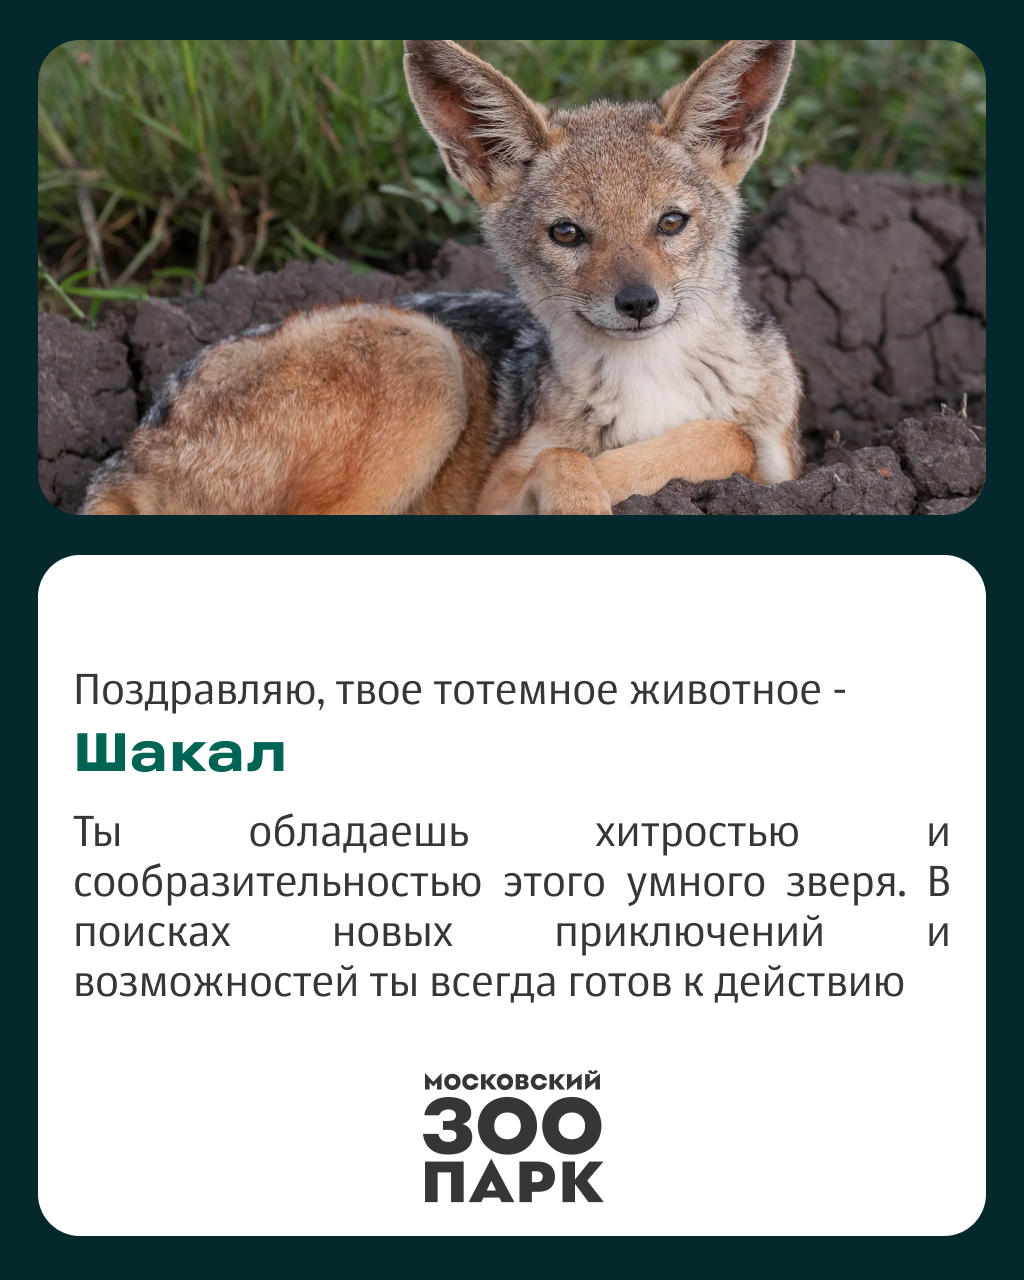 Поздравляю, твое тотемное животное -
Шакал
Ты обладаешь хитростью и
сообразительностью этого умного зверя. В
поисках новых приключений и
возможностей ты всегда готов к действию
МОСКОВСКИЙ
ЗОО
ПАРК